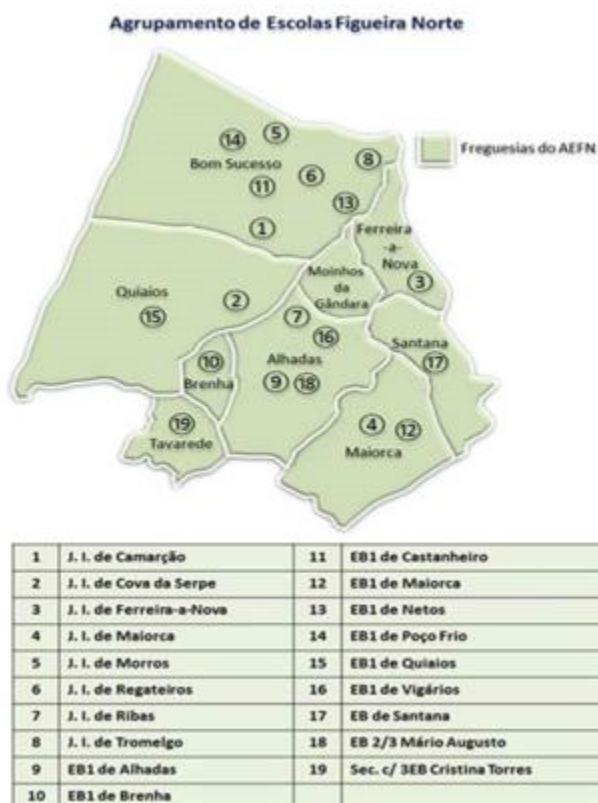 Agrupamento de Escolas Figueira Norte
Freguesias do AEFN
14
5
Bom Sucesso
8
6
11
13
1
Ferreira
-a-
Nova
Moinhos
da
Gândara
3
Quiaios
2
15
7
16
Santana
17
10
Brenha
Alhadas
9
18
19
Tavarede
4
12
Maiorca
1 J. I. de Camarção 11 EB1 de Castanheiro
2 J. I. de Cova da Serpe 12 EB1 de Maiorca
3 J. I. de Ferreira-a-Nova 13 EB1 de Netos
4 J. I. de Maiorca 14 EB1 de Poço Frio
5 J. I. de Morros 15 EB1 de Quiaios
6 J. I. de Regateiros 16 EB1 de Vigários
7 J. I. de Ribas 17 EB de Santana
8 J. I. de Tromelgo 18 EB 2/3 Mário Augusto
9 EB1 de Alhadas 19 Sec. c/ 3EB Cristina Torres
10 EB1 de Brenha